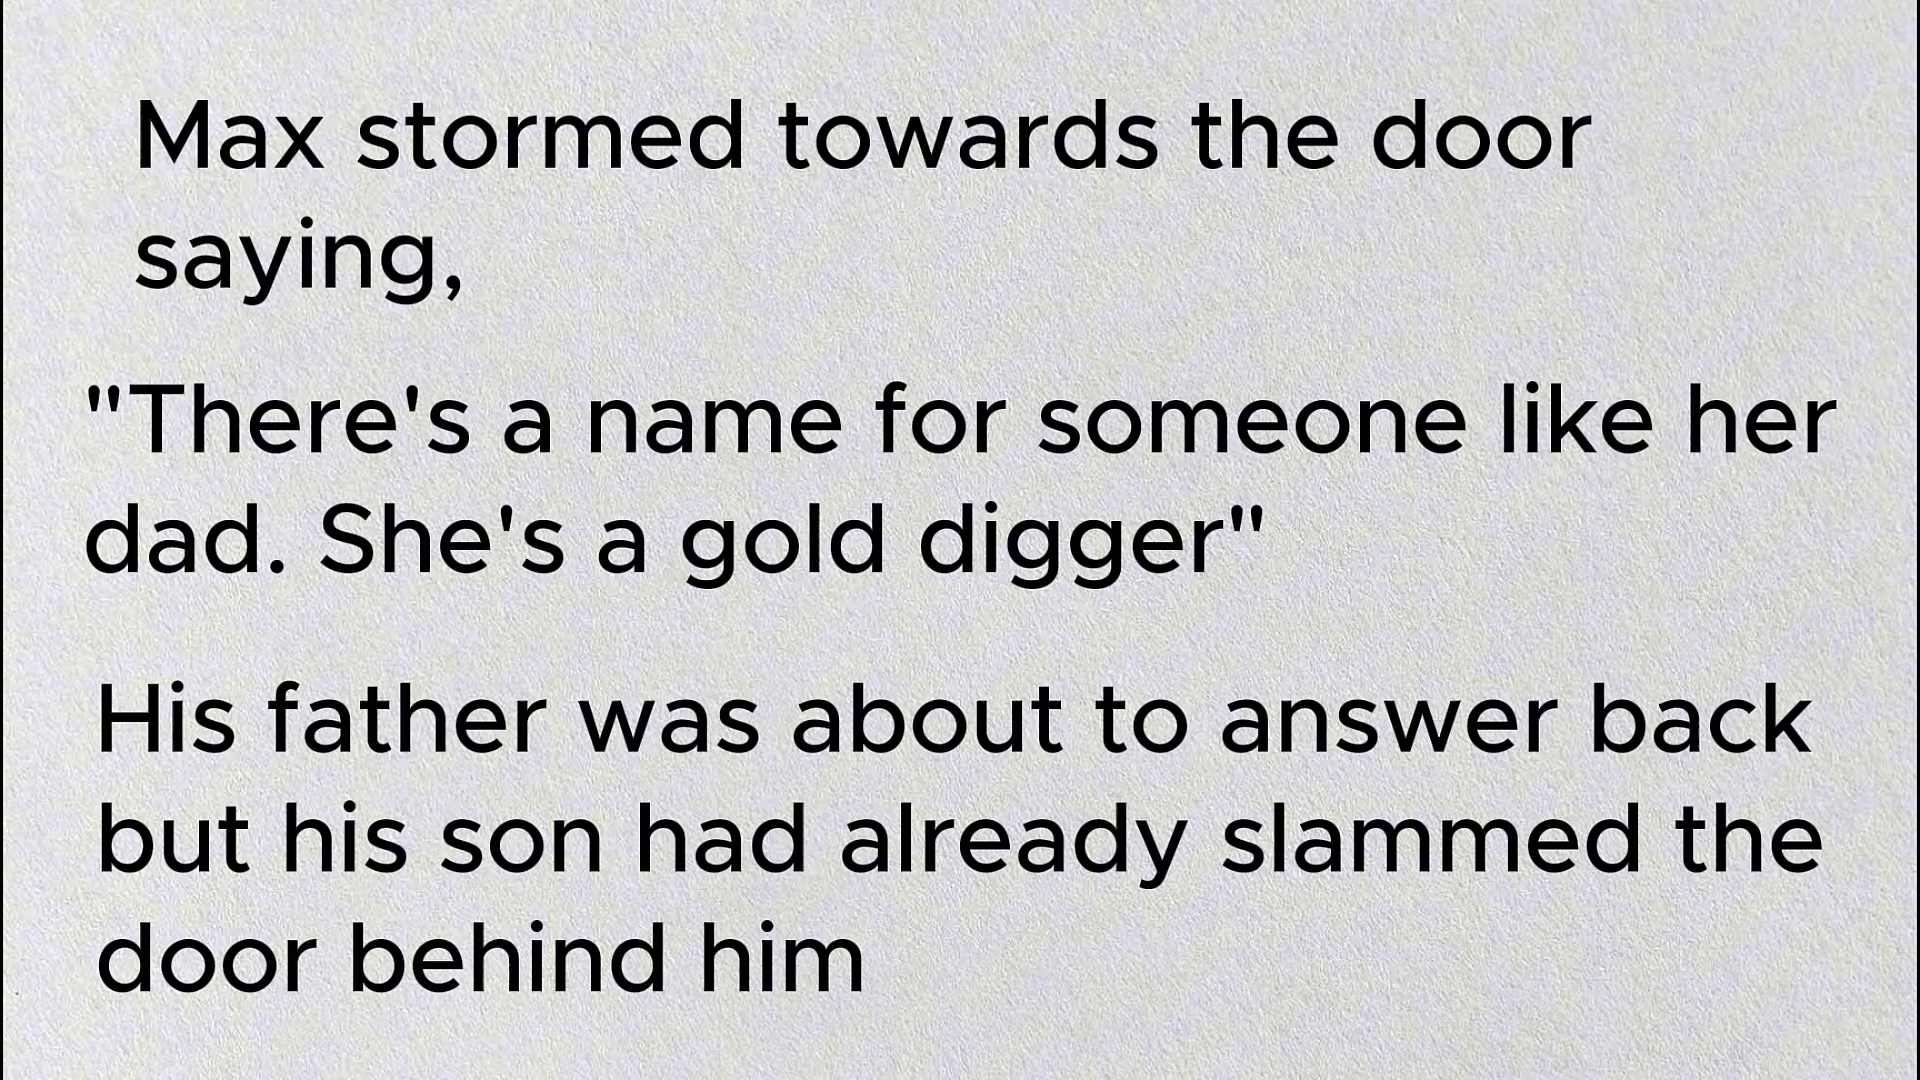 Max stormed towards the door
saying,
"There's a name for someone like her
dad. She's a gold digger"
His father was about to answer back
but his son had already slammed the
door behind him